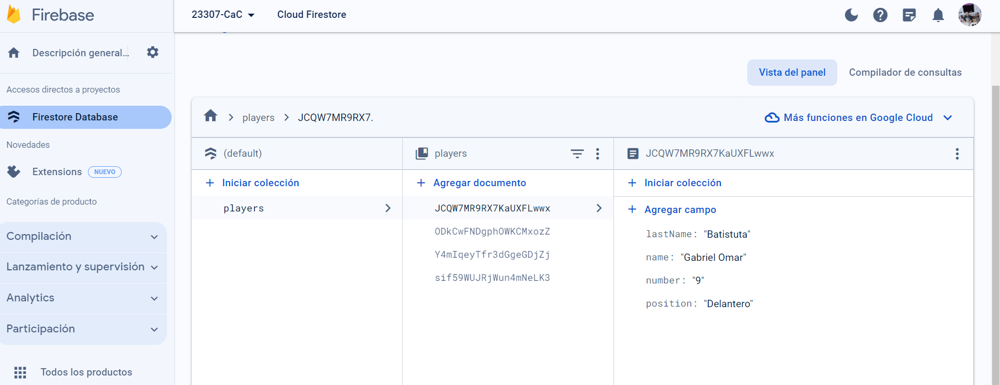 Firebase
23307-CaC
Cloud Firestore
Descripción general...
Accesos directos a proyectos
Firestore Database
Novedades
Extensions NUEVO
Categorías de producto
Compilación
Lanzamiento y supervisión
Analytics
Participación
Todos los productos
Vista del panel
Compilador de consultas
players
JCQW7MR9RX7.
Más funciones en Google Cloud
(default)
Iniciar colección
players
players
Agregar documento
JCQW7MR9RX7KaUXFLwwx
ODkCwFNDgphOWKCMxozZ
Y4mIqeyTfr3dGgeGDjZj
sif59WUJRjWun4mNeLK3
JCQW7MR9RX7KaUXFLwwx
Iniciar colección
Agregar campo
lastName: "Batistuta"
name: "Gabriel Omar"
number: "9"
position: "Delantero"